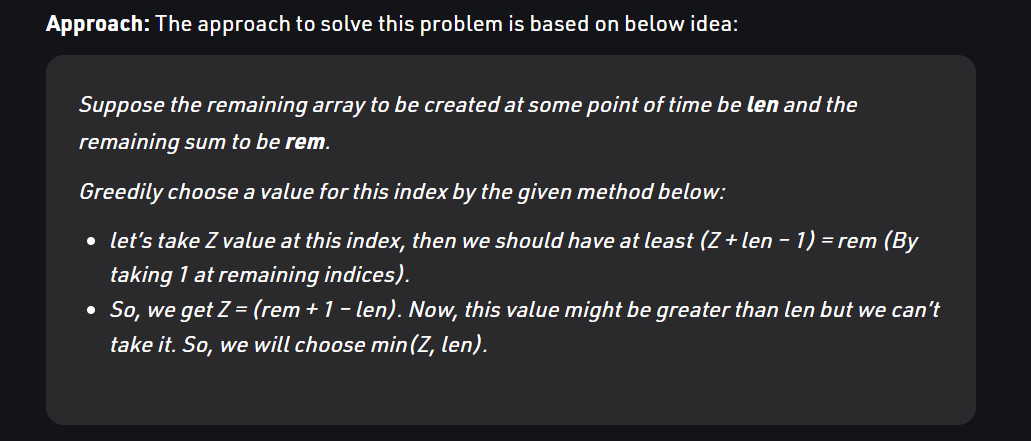 Approach: The approach to solve this problem is based on below idea:
Suppose the remaining array to be created at some point of time be len and the
remaining sum to be rem.
Greedily choose a value for this index by the given method below:
• let's take Z value at this index, then we should have at least (Z + len − 1) = rem (By
taking 1 at remaining indices).
• So, we get Z = (rem + 1 − len). Now, this value might be greater than len but we can't
take it. So, we will choose min(Z, len).